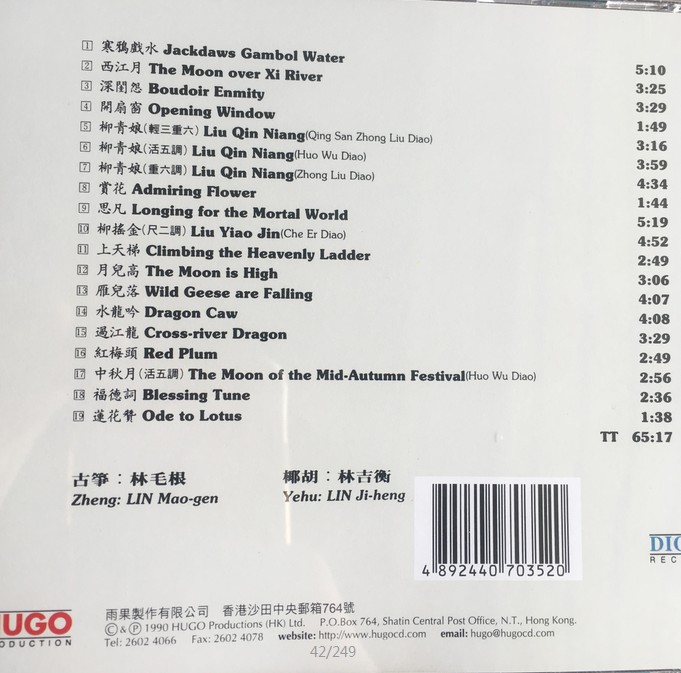 1 寒鴉戲水 Jackdaws Gambol Water 5:10
2 西江月 The Moon over Xi River 3:25
3 深閨怨 Boudoir Enmity 3:29
4 開扇窗 Opening Window 1:49
5 柳青娘(輕三重六) Liu Qin Niang(Qing San Zhong Liu Diao) 3:16
6 柳青娘(活五調) Liu Qin Niang(Huo Wu Diao) 3:59
7 柳青娘(重六調) Liu Qin Niang(Zhong Liu Diao) 4:34
8 賞花 Admiring Flower 1:44
9 思凡 Longing for the Mortal World 5:19
10 柳搖金(尺二調) Liu Yiao Jin(Che Er Diao) 4:52
11 上天梯 Climbing the Heavenly Ladder 2:49
12 月兒高 The Moon is High 3:06
13 雁兒落 Wild Geese are Falling 4:07
14 水龍吟 Dragon Caw 4:08
15 過江龍 Cross-river Dragon 3:29
16 紅梅頭 Red Plum 2:49
17 中秋月(活五調) The Moon of the Mid-Autumn Festival(Huo Wu Diao) 2:56
18 福德詞 Blessing Tune 2:36
19 蓮花贊 Ode to Lotus 1:38
TT 65:17
古箏：林毛根 椰胡：林吉衡
Zheng: LIN Mao-gen Yehu: LIN Ji-heng
4 892440 703520
雨果製作有限公司 香港沙田中央郵箱764號
©&℗ 1990 HUGO Productions (HK) Ltd. P.O.Box 764, Shatin Central Post Office, N.T., Hong Kong.
Tel: 2602 4066 Fax: 2602 4078 website: http://www.hugocd.com email: hugo@hugocd.com
42/249